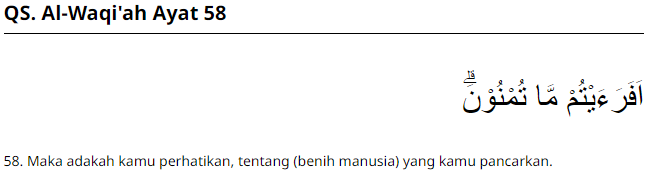 QS. Al-Waqi'ah Ayat 58
اَفَرَءَيْتُمْ مَّا تُمْنُوْنَۗ
58. Maka adakah kamu perhatikan, tentang (benih manusia) yang kamu pancarkan.